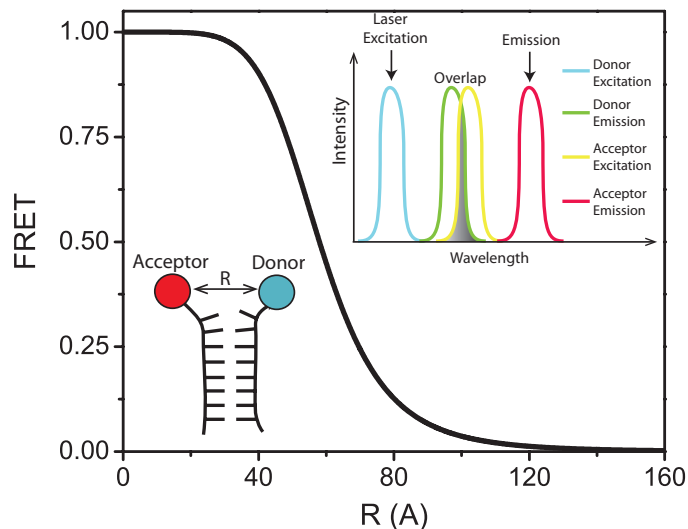 FRET
1.00
0.75
0.50
0.25
0.00
0
40
80
120
160
R (A)
Laser
Excitation
Emission
Overlap
Intensity
Wavelength
Donor
Excitation
Donor
Emission
Acceptor
Excitation
Acceptor
Emission
Acceptor
Donor
R